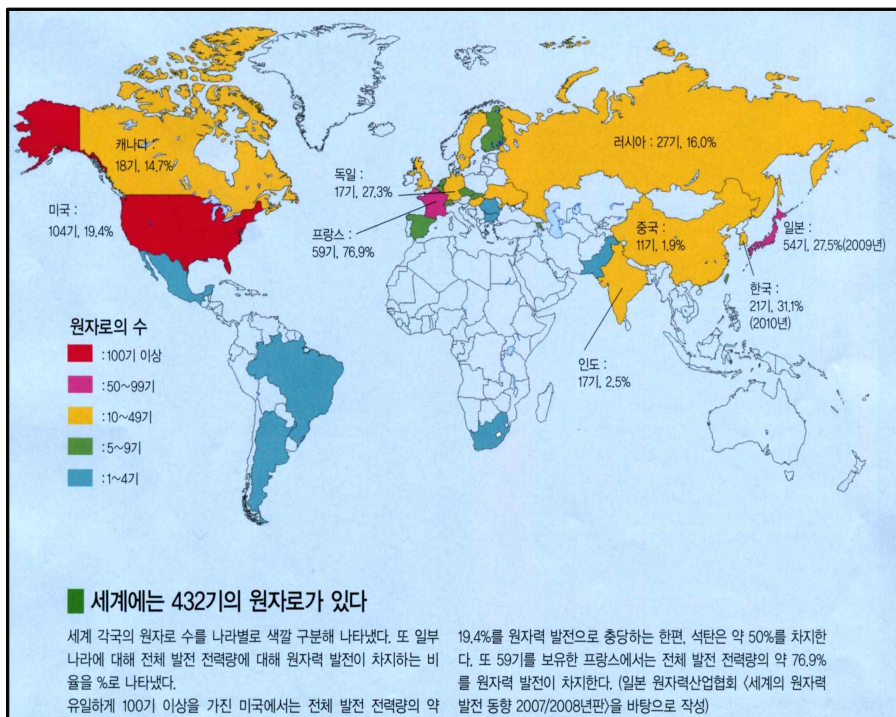 캐나다 :
18기, 14.7%
러시아 : 27기, 16.0%
독일 :
17기, 27.3%
미국 :
104기, 19.4%
프랑스 :
59기, 76.9%
중국 :
11기, 1.9%
일본 :
54기, 27.5%(2009년)
한국 :
21기, 31.1%
(2010년)
인도 :
17기, 2.5%
원자로의 수
:100기 이상
:50~99기
:10~49기
:5~9기
:1~4기
세계에는 432기의 원자로가 있다
세계 각국의 원자로 수를 나라별로 색깔 구분해 나타냈다. 또 일부
나라에 대해 전체 발전 전력량에 대해 원자력 발전이 차지하는 비
율을 %로 나타냈다.
유일하게 100기 이상을 가진 미국에서는 전체 발전 전력량의 약
19.4%를 원자력 발전으로 충당하는 한편, 석탄은 약 50%를 차지한
다. 또 59기를 보유한 프랑스에서는 전체 발전 전력량의 약 76.9%
를 원자력 발전이 차지한다. (일본 원자력산업협회 <세계의 원자력
발전 동향 2007/2008년판>을 바탕으로 작성)